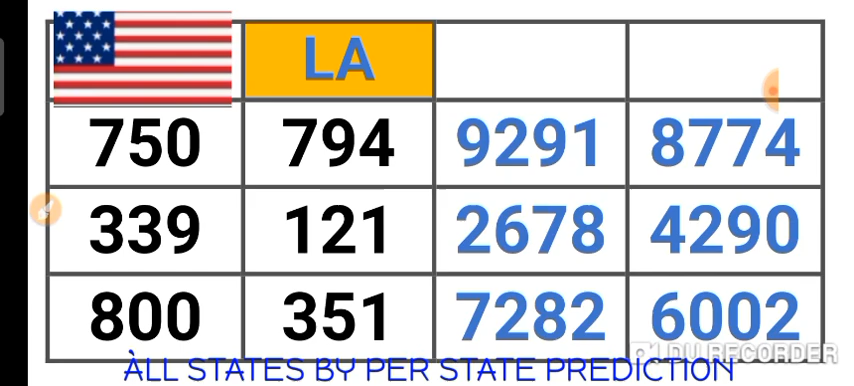 LA
750 794 9291 8774
339 121 2678 4290
800 351 7282 6002
DU RECORDER
ÀLL STATES BY PER STATE PREDICTION